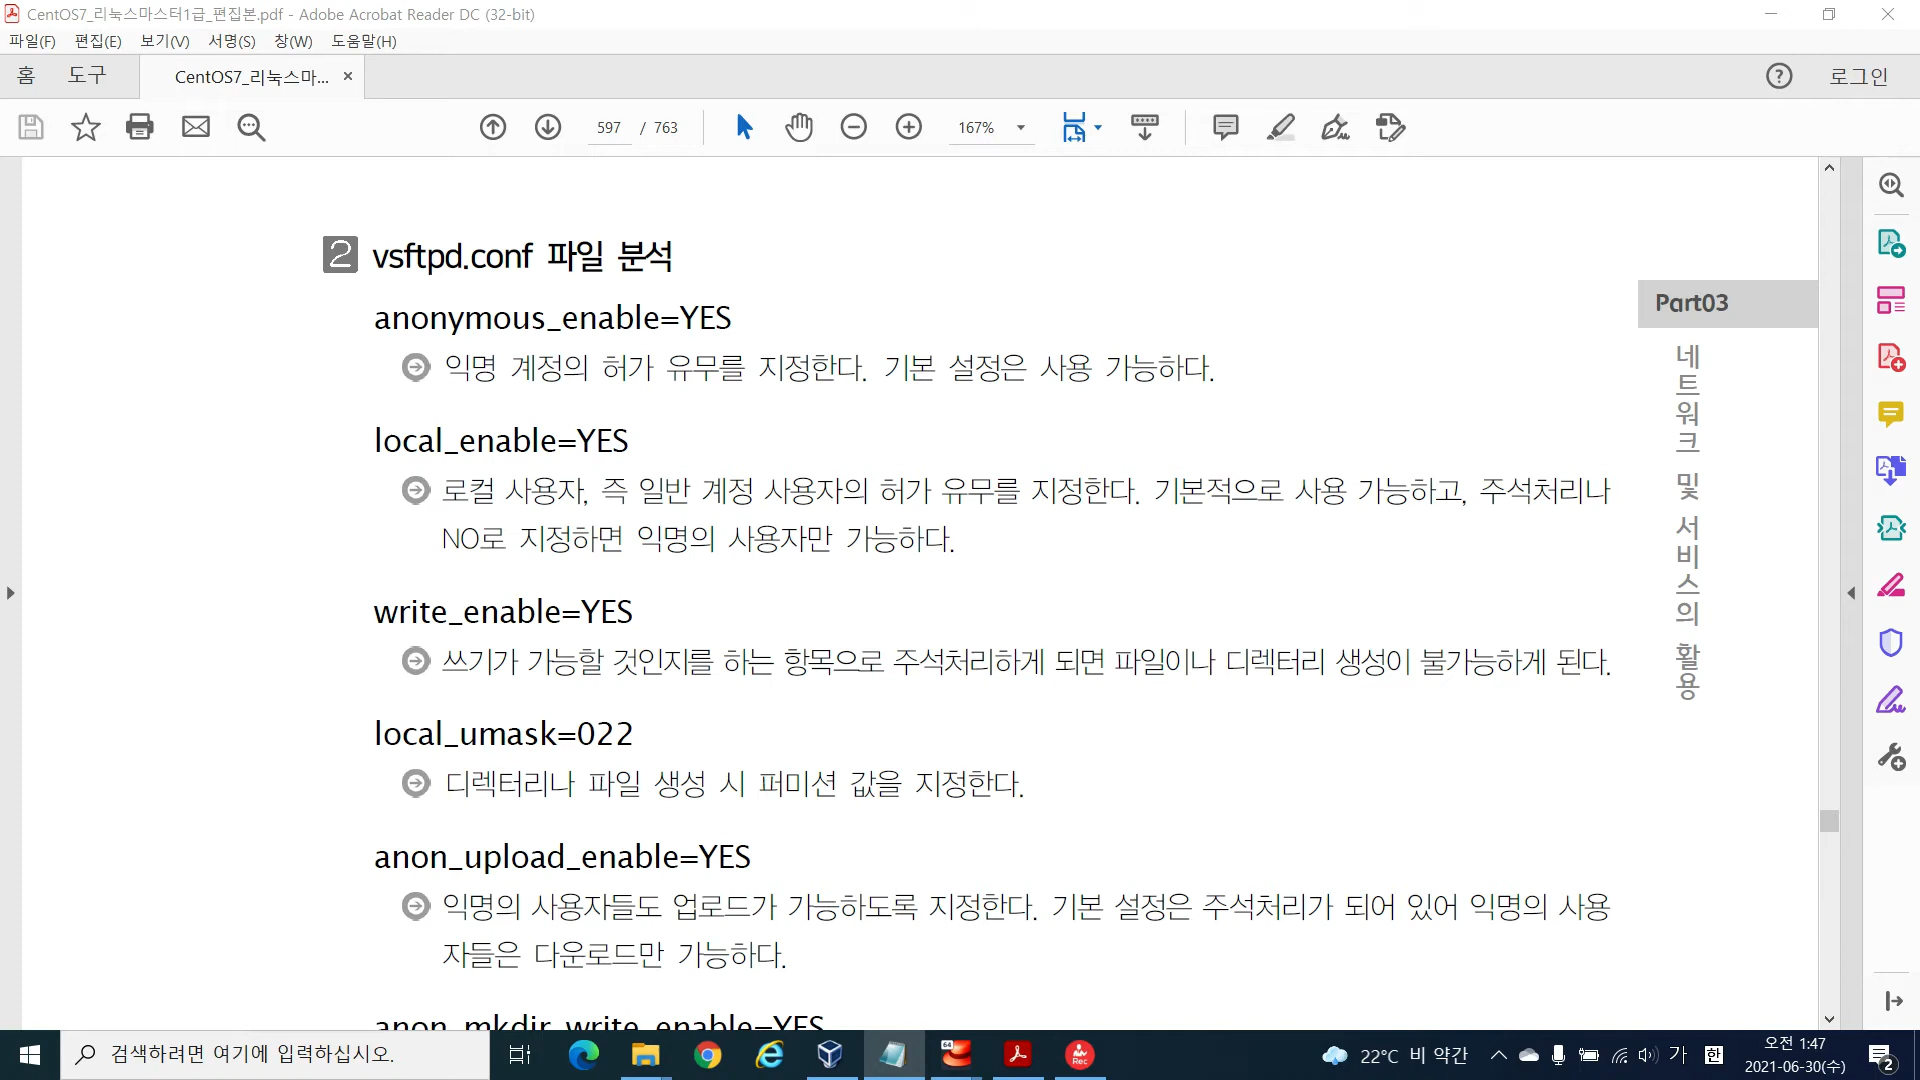 CentOS7_리눅스마스터1급_편집본.pdf - Adobe Acrobat Reader DC (32-bit)
파일(F) 편집(E) 보기(V) 서명(S) 창(W) 도움말(H)
홈 도구 CentOS7_리눅스마... × 로그인
597 / 763 167%
2 vsftpd.conf 파일 분석
anonymous_enable=YES
익명 계정의 허가 유무를 지정한다. 기본 설정은 사용 가능하다.
local_enable=YES
로컬 사용자, 즉 일반 계정 사용자의 허가 유무를 지정한다. 기본적으로 사용 가능하고, 주석처리나
NO로 지정하면 익명의 사용자만 가능하다.
write_enable=YES
쓰기가 가능할 것인지를 하는 항목으로 주석처리하게 되면 파일이나 디렉터리 생성이 불가능하게 된다.
local_umask=022
디렉터리나 파일 생성 시 퍼미션 값을 지정한다.
anon_upload_enable=YES
익명의 사용자들도 업로드가 가능하도록 지정한다. 기본 설정은 주석처리가 되어 있어 익명의 사용
자들은 다운로드만 가능하다.
anon_mkdir_write_enable=YES
Part03
네트워크 및 서비스의 활용
검색하려면 여기에 입력하십시오.
64
Rec
22°C 비 약간
가 한
오전 1:47
2021-06-30(수)
2